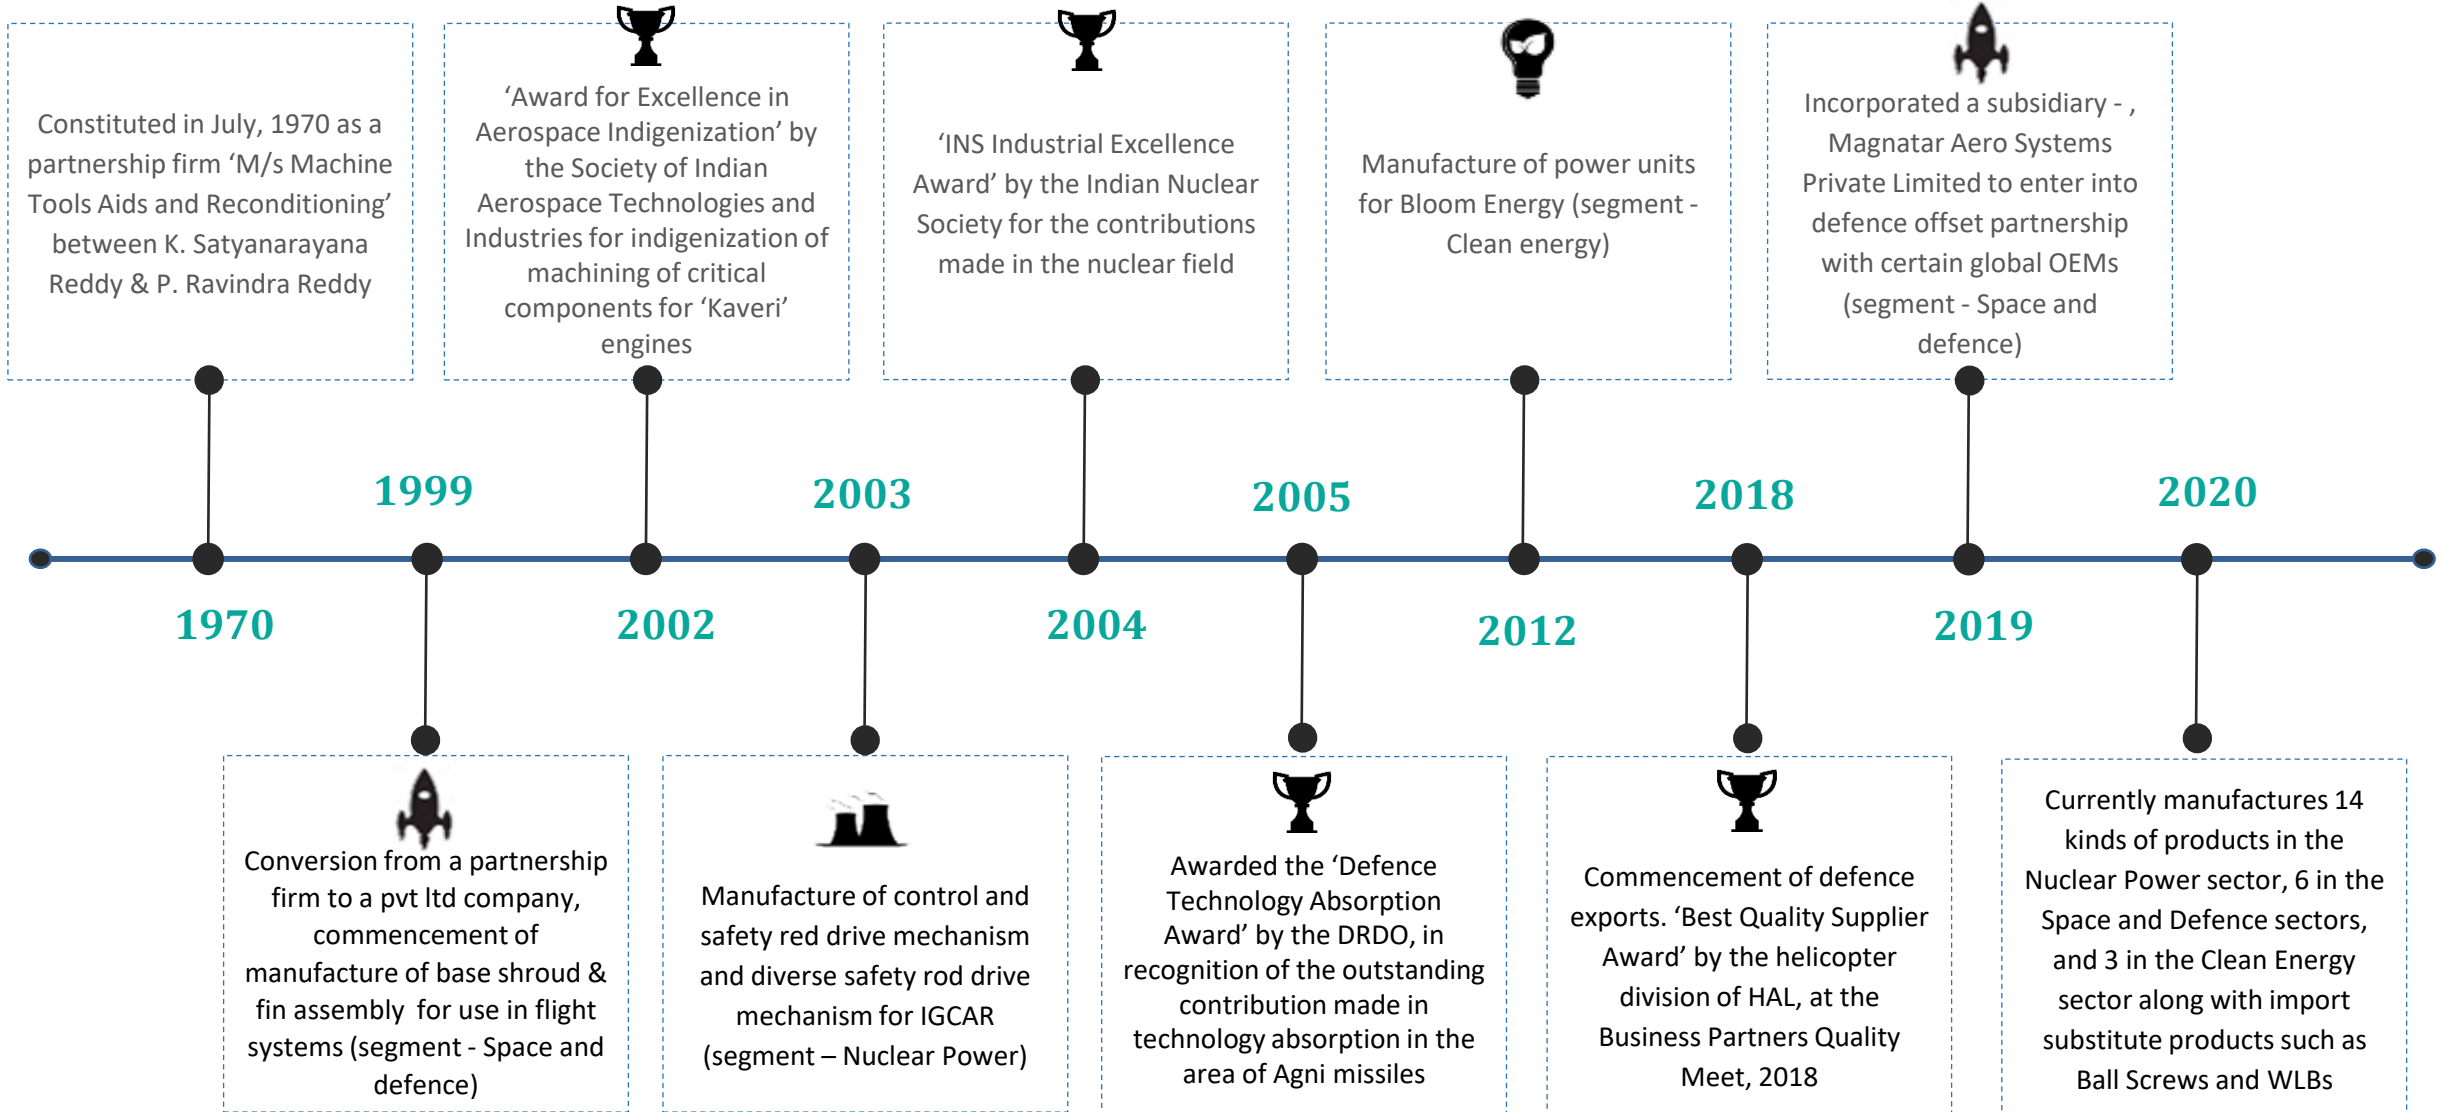 Constituted in July, 1970 as a
partnership firm ‘M/s Machine
Tools Aids and Reconditioning’
between K. Satyanarayana
Reddy & P. Ravindra Reddy
‘Award for Excellence in
Aerospace Indigenization’ by
the Society of Indian
Aerospace Technologies and
Industries for indigenization of
machining of critical
components for ‘Kaveri’
engines
‘INS Industrial Excellence
Award’ by the Indian Nuclear
Society for the contributions
made in the nuclear field
Manufacture of power units
for Bloom Energy (segment -
Clean energy)
Incorporated a subsidiary - ,
Magnatar Aero Systems
Private Limited to enter into
defence offset partnership
with certain global OEMs
(segment - Space and
defence)
1999
2003
2005
2018
2020
1970
2002
2004
2012
2019
Conversion from a partnership
firm to a pvt ltd company,
commencement of
manufacture of base shroud &
fin assembly for use in flight
systems (segment - Space and
defence)
Manufacture of control and
safety red drive mechanism
and diverse safety rod drive
mechanism for IGCAR
(segment – Nuclear Power)
Awarded the ‘Defence
Technology Absorption
Award’ by the DRDO, in
recognition of the outstanding
contribution made in
technology absorption in the
area of Agni missiles
Commencement of defence
exports. ‘Best Quality Supplier
Award’ by the helicopter
division of HAL, at the
Business Partners Quality
Meet, 2018
Currently manufactures 14
kinds of products in the
Nuclear Power sector, 6 in the
Space and Defence sectors,
and 3 in the Clean Energy
sector along with import
substitute products such as
Ball Screws and WLBs